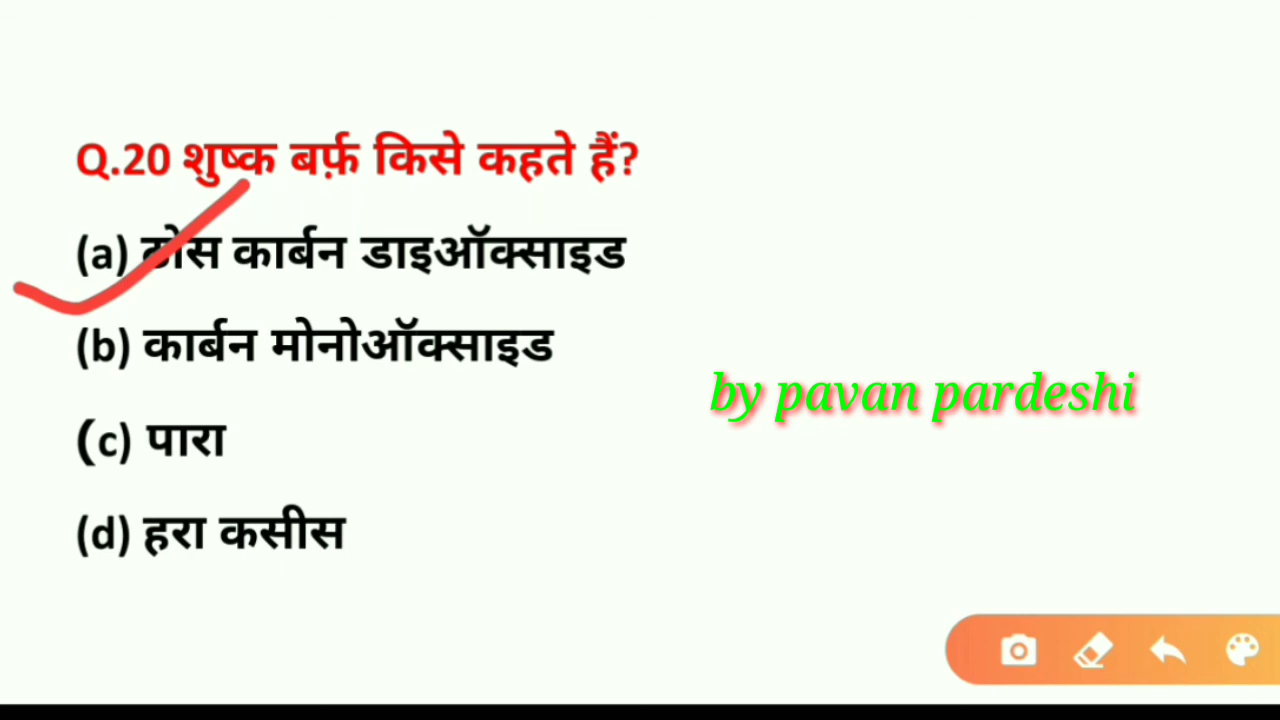 Q.20 शुष्क बर्फ़ किसे कहते हैं?
(a) ठोस कार्बन डाइऑक्साइड
(b) कार्बन मोनोऑक्साइड
by pavan pardeshi
(c) पारा
(d) हरा कसीस